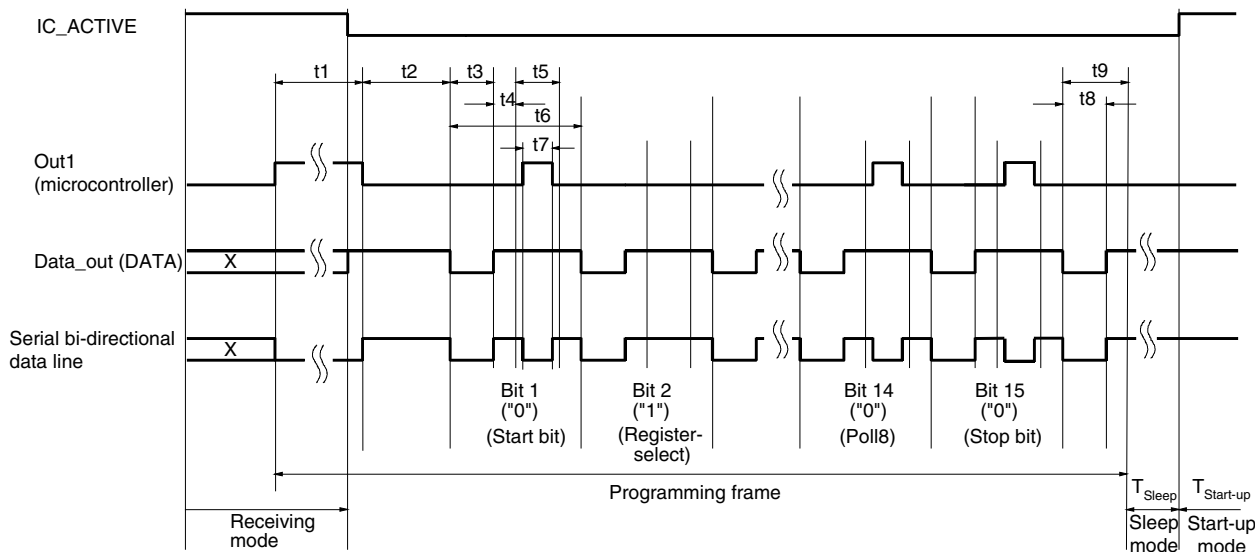 IC_ACTIVE
t1
t2
t3
t5
t9
t4
t8
t6
t7
Out1
(microcontroller)
Data_out (DATA)
X
Serial bi-directional
data line
X
Bit 1
("0")
(Start bit)
Bit 2
("1")
(Register-
select)
Bit 14
("0")
(Poll8)
Bit 15
("0")
(Stop bit)
Programming frame
TSleep
TStart-up
Receiving
mode
Sleep
mode
Start-up
mode